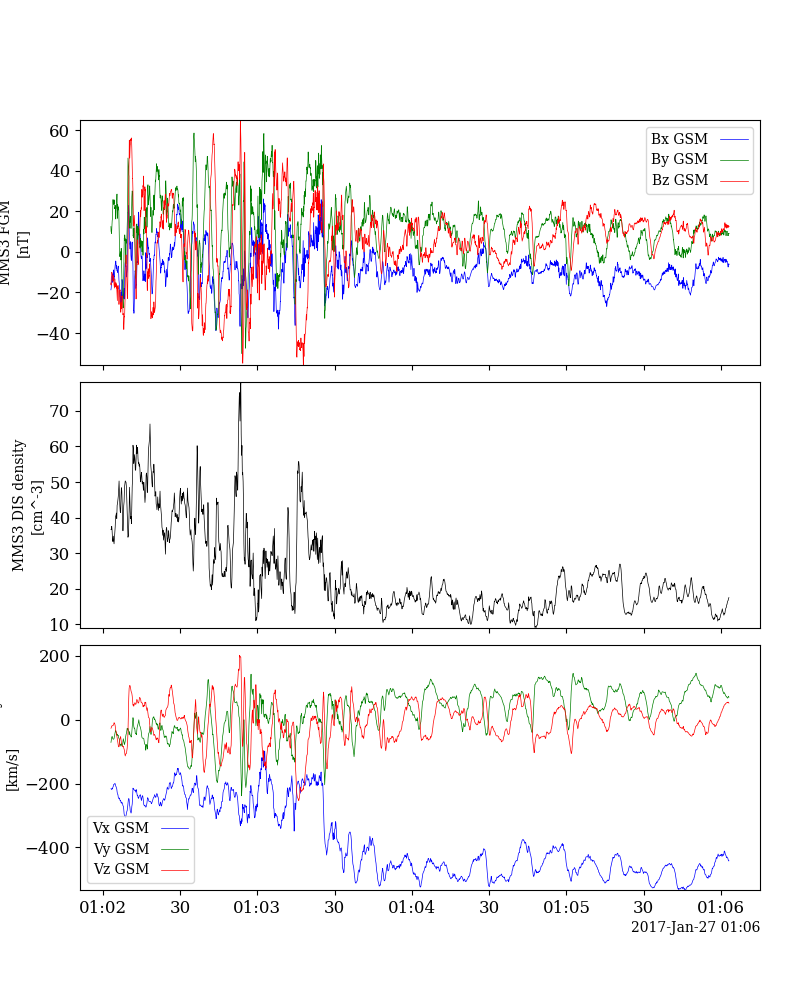 60
40
20
0
−20
−40
MMS3 FGM
[nT]
Bx GSM
By GSM
Bz GSM
70
60
50
40
30
20
10
MMS3 DIS density
[cm^-3]
200
0
−200
−400
[km/s]
Vx GSM
Vy GSM
Vz GSM
01:02 30 01:03 30 01:04 30 01:05 30 01:06
2017-Jan-27 01:06